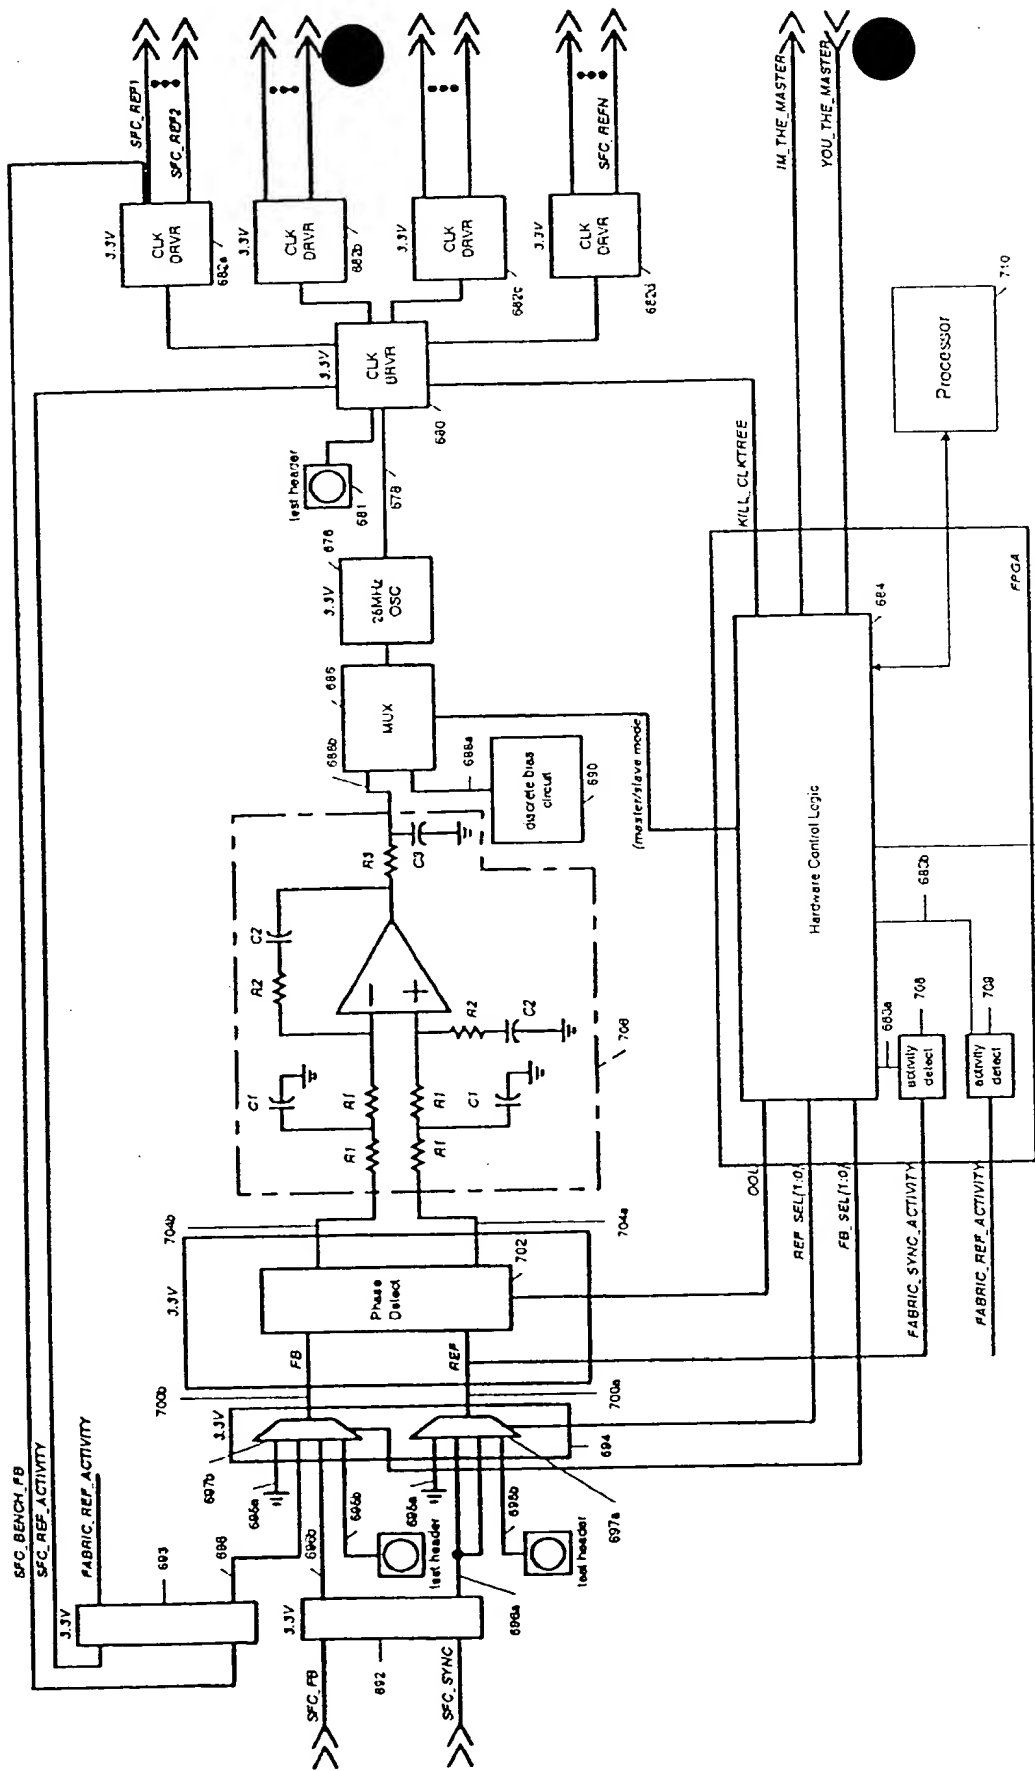 SFC_BENCH_FB
SFC_REF_ACTIVITY
FABRIC_REF_ACTIVITY
693
3.3V
698
SFC_FB
SFC_SYNC
692
3.3V
696a
696b
697b
698a
698b
test header
698a
698b
test header
697a
694
3.3V
700b
700a
FB
REF
3.3V
Phase
Detect
702
704b
704a
R1
R1
C1
R1
R1
C1
R2
C2
R2
C2
R3
C3
706
688b
688a
discrete bias
circuit
690
MUX
686
(master/slave mode
3.3V
676
OSC
678
test header
681
3.3V
CLK
DRVR
680
3.3V
CLK
DRVR
682a
3.3V
CLK
DRVR
682b
3.3V
CLK
DRVR
682c
3.3V
CLK
DRVR
682d
SFC_REF1
SFC_REF2
SFC_REFN
KILL_CLKTREE
IM_THE_MASTER
YOU_THE_MASTER
OOL
REF_SEL(1:0)
FB_SEL(1:0)
FABRIC_SYNC_ACTIVITY
FABRIC_REF_ACTIVITY
Hardware Control Logic
684
683a
683b
activity
detect
708
activity
detect
709
FPGA
Processor
710